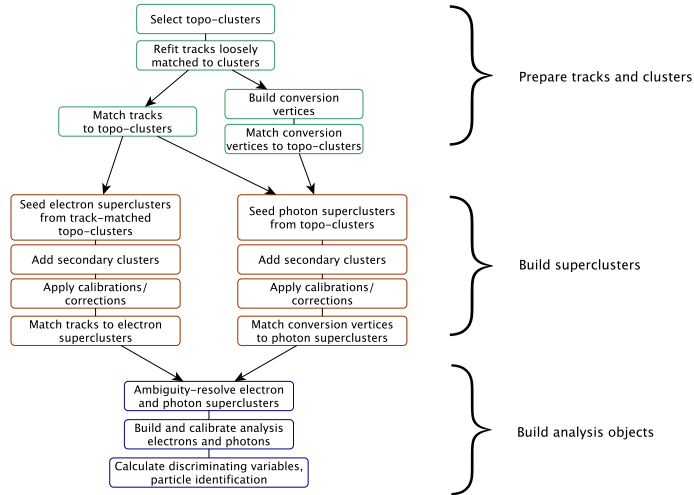 Select topo-clusters
Refit tracks loosely
matched to clusters
Build conversion
vertices
Match tracks
to topo-clusters
Match conversion
vertices to topo-clusters
Prepare tracks and clusters
Seed electron superclusters
from track-matched
topo-clusters
Add secondary clusters
Apply calibrations/
corrections
Match tracks to electron
superclusters
Seed photon superclusters
from topo-clusters
Add secondary clusters
Apply calibrations/
corrections
Match conversion vertices
to photon superclusters
Build superclusters
Ambiguity-resolve electron
and photon superclusters
Build and calibrate analysis
electrons and photons
Calculate discriminating variables,
particle identification
Build analysis objects